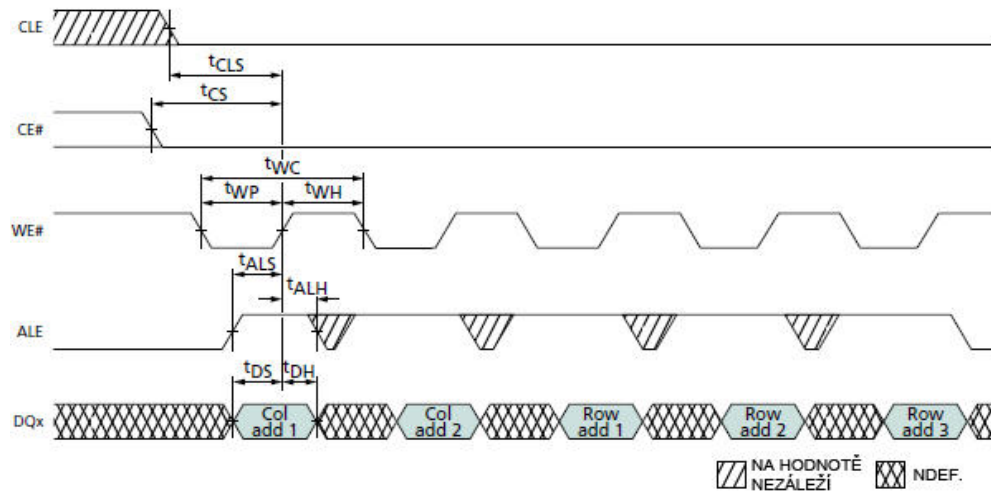 CLE
tCLS
tCS
CE#
tWC
tWP
tWH
WE#
tALS
tALH
ALE
tDS
tDH
DQx
Col add 1
Col add 2
Row add 1
Row add 2
Row add 3
NA HODNOTĚ
NEZÁLEŽÍ
NDEF.